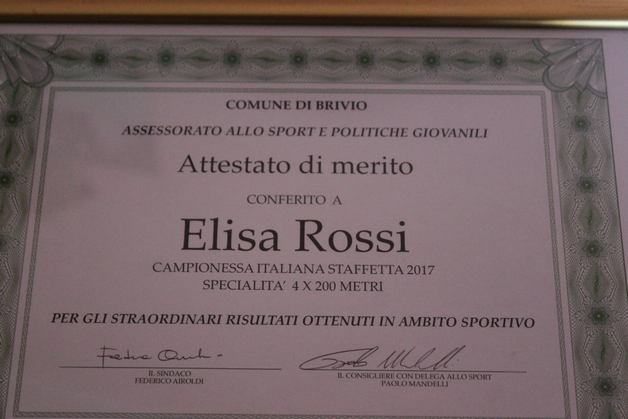 COMUNE DI BRIVIO
ASSESSORATO ALLO SPORT E POLITICHE GIOVANILI
Attestato di merito
CONFERITO A
Elisa Rossi
CAMPIONESSA ITALIANA STAFFETTA 2017
SPECIALITA' 4 X 200 METRI
PER GLI STRAORDINARI RISULTATI OTTENUTI IN AMBITO SPORTIVO
IL SINDACO
FEDERICO AIROLDI
IL CONSIGLIERE CON DELEGA ALLO SPORT
PAOLO MANDELLI